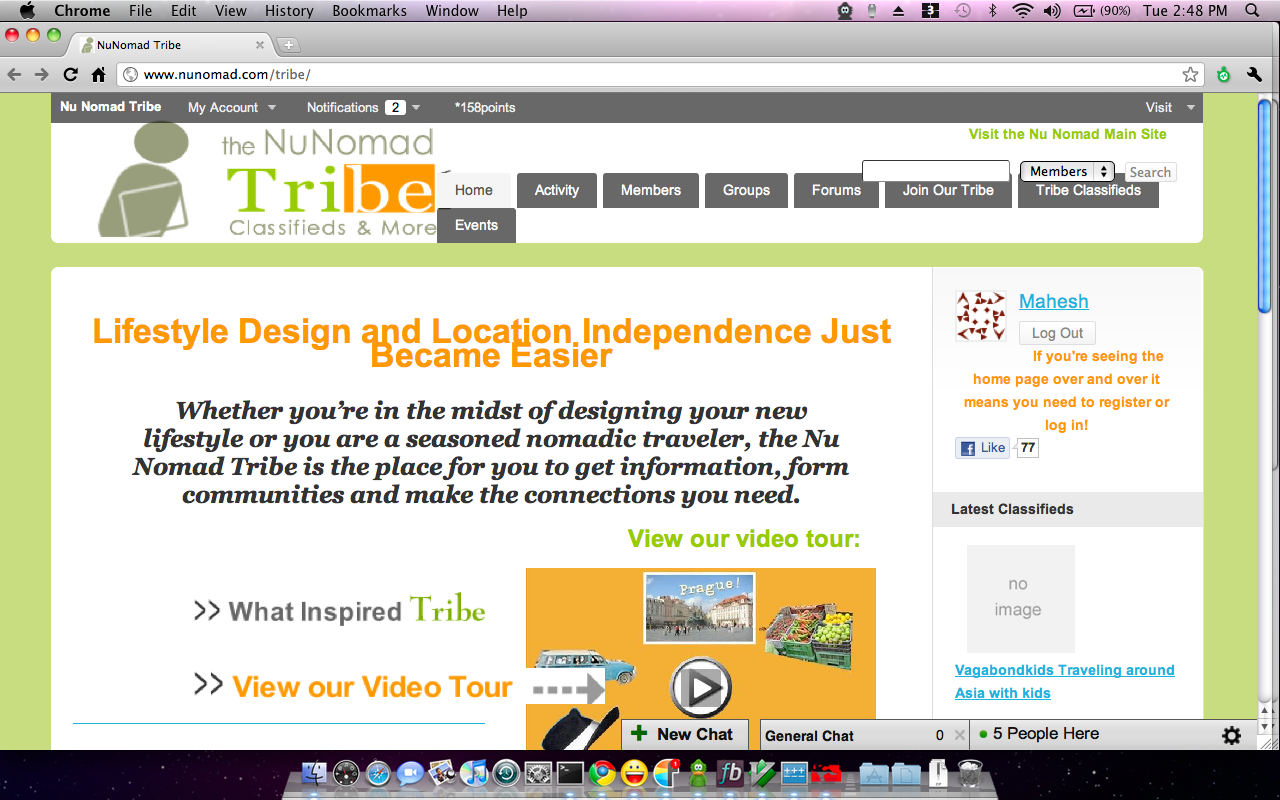 Chrome File Edit View History Bookmarks Window Help 3 (90%) Tue 2:48 PM
NuNomad Tribe
www.nunomad.com/tribe/
Nu Nomad Tribe My Account Notifications 2 *158points Visit
the NuNomad
Tribe
Classifieds & More
Visit the Nu Nomad Main Site
Members Search
Home Activity Members Groups Forums Join Our Tribe Tribe Classifieds
Events
Lifestyle Design and Location Independence Just
Became Easier
Whether you’re in the midst of designing your new
lifestyle or you are a seasoned nomadic traveler, the Nu
Nomad Tribe is the place for you to get information, form
communities and make the connections you need.
View our video tour:
>> What Inspired Tribe
>> View our Video Tour
Prague!
Mahesh
Log Out
If you're seeing the
home page over and over it
means you need to register or
log in!
Like 77
Latest Classifieds
no
image
Vagabondkids Traveling around
Asia with kids
New Chat General Chat 0 5 People Here
1 fb